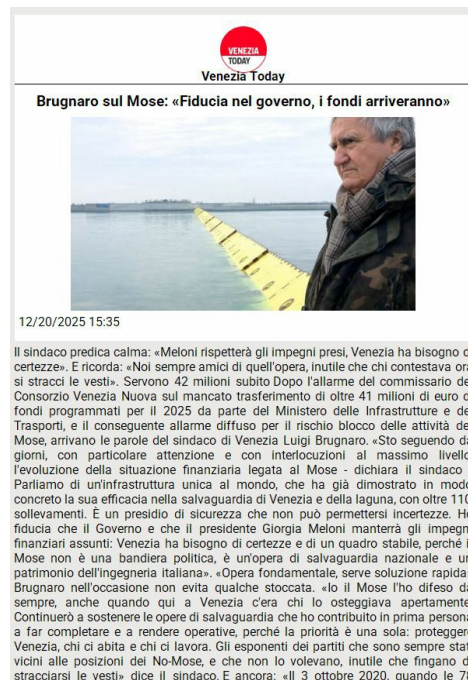 VENEZIA
TODAY
Venezia Today
Brugnaro sul Mose: «Fiducia nel governo, i fondi arriveranno»
12/20/2025 15:35
Il sindaco predica calma: «Meloni rispetterà gli impegni presi, Venezia ha bisogno d
certezze». E ricorda: «Noi sempre amici di quell'opera, inutile che chi contestava ora
si stracci le vesti». Servono 42 milioni subito Dopo l'allarme del commissario de
Consorzio Venezia Nuova sul mancato trasferimento di oltre 41 milioni di euro d
fondi programmati per il 2025 da parte del Ministero delle Infrastrutture e de
Trasporti, e il conseguente allarme diffuso per il rischio blocco delle attività de
Mose, arrivano le parole del sindaco di Venezia Luigi Brugnaro. «Sto seguendo da
giorni, con particolare attenzione e con interlocuzioni al massimo livello
l'evoluzione della situazione finanziaria legata al Mose - dichiara il sindaco
Parliamo di un'infrastruttura unica al mondo, che ha già dimostrato in modo
concreto la sua efficacia nella salvaguardia di Venezia e della laguna, con oltre 110
sollevamenti. È un presidio di sicurezza che non può permettersi incertezze. Ho
fiducia che il Governo e che il presidente Giorgia Meloni manterrà gli impegn
finanziari assunti: Venezia ha bisogno di certezze e di un quadro stabile, perché i
Mose non è una bandiera politica, è un'opera di salvaguardia nazionale e un
patrimonio dell'ingegneria italiana». «Opera fondamentale, serve soluzione rapida
Brugnaro nell'occasione non evita qualche stoccata. «Io il Mose l'ho difeso da
sempre, anche quando qui a Venezia c'era chi lo osteggiava apertamente
Continuerò a sostenere le opere di salvaguardia che ho contribuito in prima persona
a far completare e a rendere operative, perché la priorità è una sola: proteggere
Venezia, chi ci abita e chi ci lavora. Gli esponenti dei partiti che sono sempre stat
vicini alle posizioni dei No-Mose, e che non lo volevano, inutile che fingano d
stracciarsi le vesti» dice il sindaco. E ancora: «Il 3 ottobre 2020, quando le 78